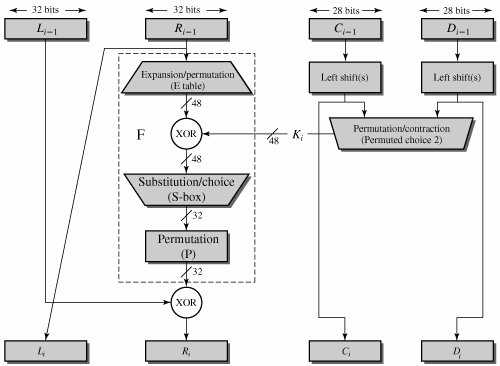 32 bits 32 bits 28 bits 28 bits
Li−1 Ri−1 Ci−1 Di−1
Expansion/permutation
(E table)
Left shift(s) Left shift(s)
48
F XOR 48 Ki
Permutation/contraction
(Permuted choice 2)
48
Substitution/choice
(S-box)
32
Permutation
(P)
32
XOR
Li Ri Ci Di